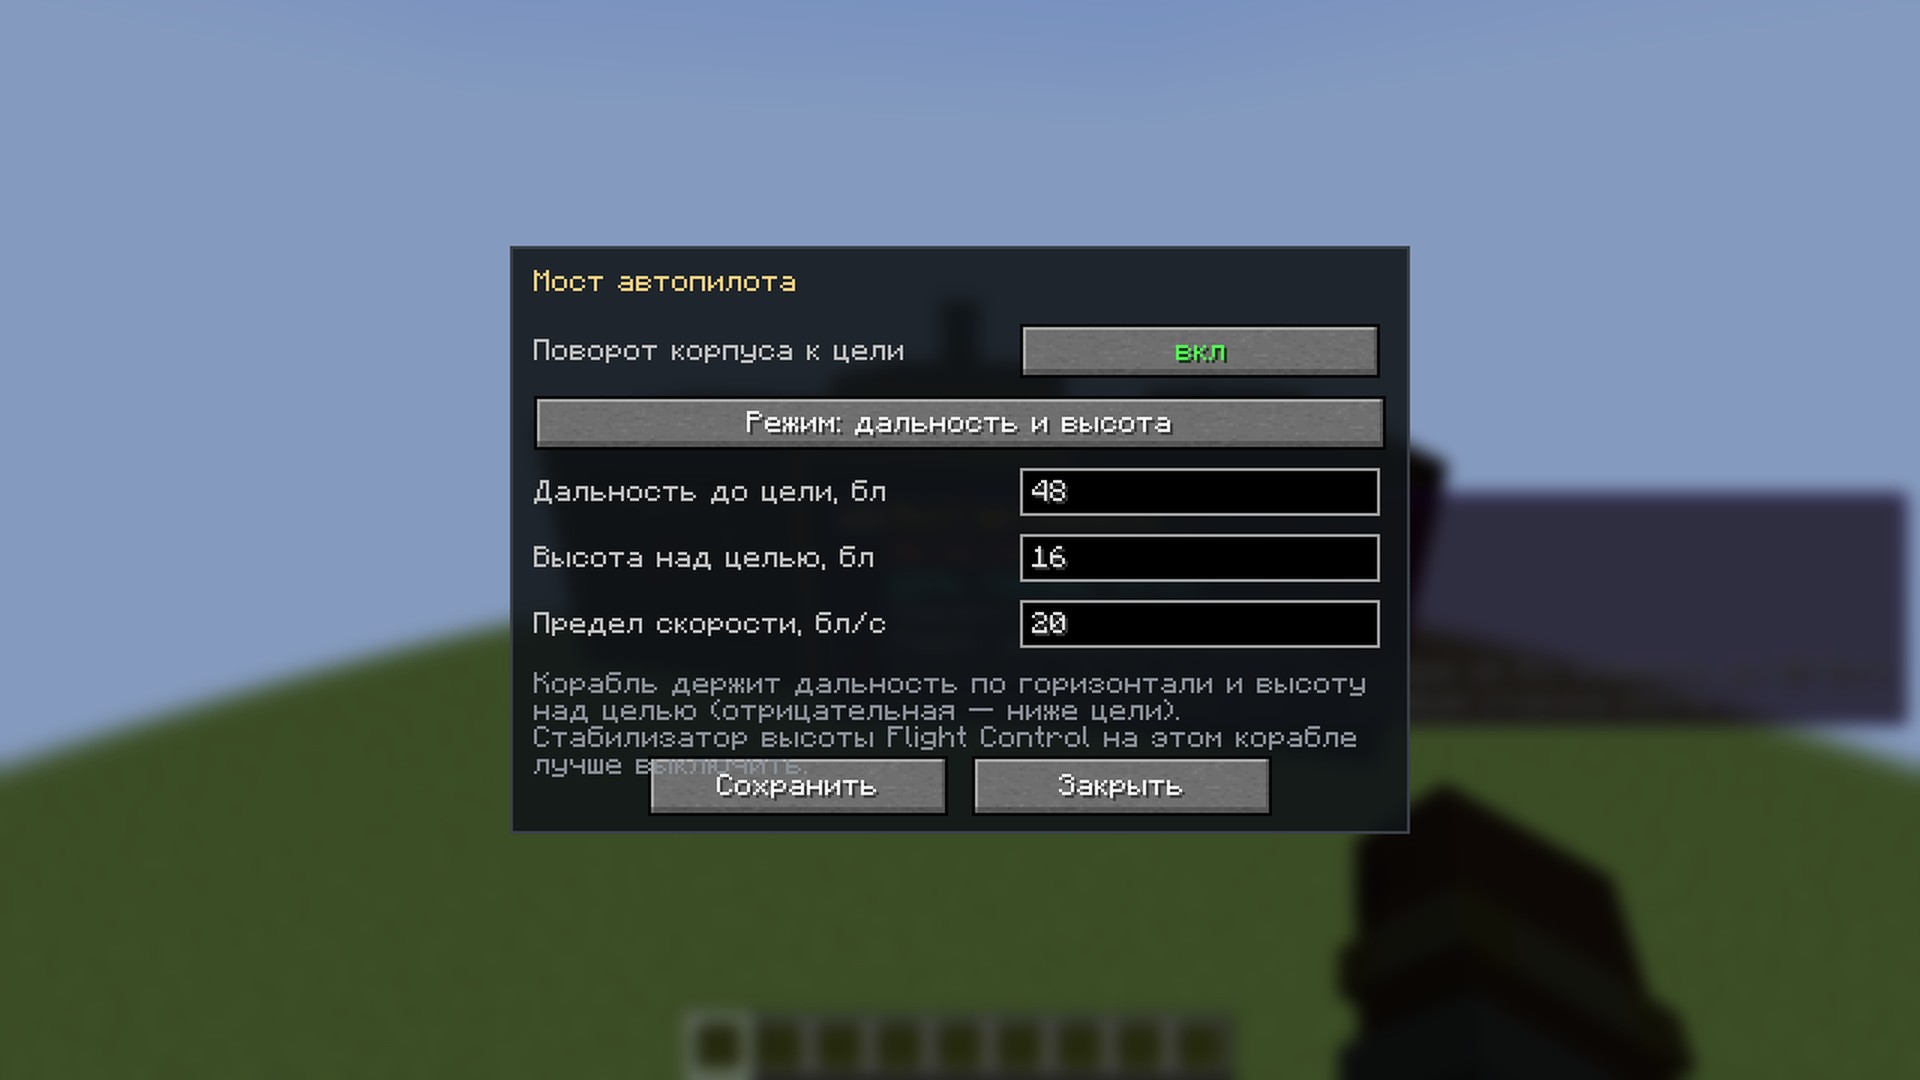 Мост автопилота
Поворот корпуса к цели
вкл
Режим: дальность и высота
Дальность до цели, бл
48
Высота над целью, бл
16
Предел скорости, бл/с
20
Корабль держит дальность по горизонтали и высоту
над целью (отрицательная — ниже цели).
Стабилизатор высоты Flight Control на этом корабле
лучше выключить.
Сохранить
Закрыть